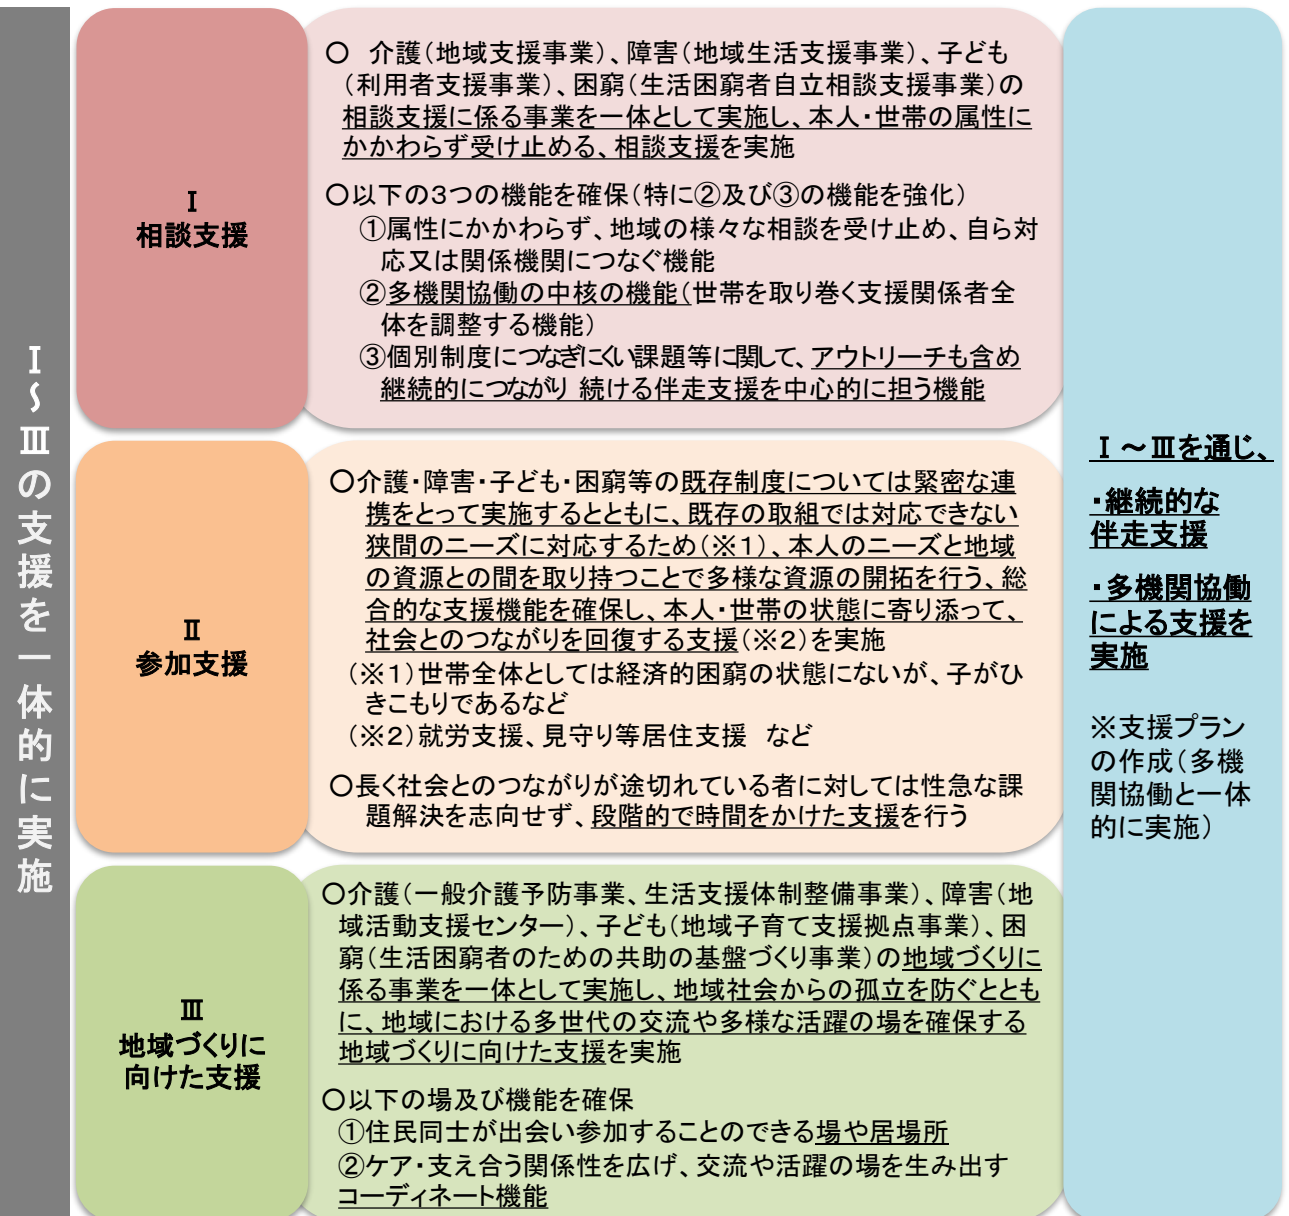 Ⅰ～Ⅲの支援を一体的に実施
Ⅰ
相談支援
〇　介護（地域支援事業）、障害（地域生活支援事業）、子ども
（利用者支援事業）、困窮（生活困窮者自立相談支援事業）の
相談支援に係る事業を一体として実施し、本人・世帯の属性に
かかわらず受け止める、相談支援を実施
〇以下の３つの機能を確保（特に②及び③の機能を強化）
①属性にかかわらず、地域の様々な相談を受け止め、自ら対
応又は関係機関につなぐ機能
②多機関協働の中核の機能（世帯を取り巻く支援関係者全
体を調整する機能）
③個別制度につなぎにくい課題等に関して、アウトリーチも含め
継続的につながり 続ける伴走支援を中心的に担う機能
Ⅱ
参加支援
〇介護・障害・子ども・困窮等の既存制度については緊密な連
携をとって実施するとともに、既存の取組では対応できない
狭間のニーズに対応するため（※１）、本人のニーズと地域
の資源との間を取り持つことで多様な資源の開拓を行う、総
合的な支援機能を確保し、本人・世帯の状態に寄り添って、
社会とのつながりを回復する支援（※２）を実施
（※１）世帯全体としては経済的困窮の状態にないが、子がひ
きこもりであるなど
（※２）就労支援、見守り等居住支援　など
〇長く社会とのつながりが途切れている者に対しては性急な課
題解決を志向せず、段階的で時間をかけた支援を行う
Ⅲ
地域づくりに
向けた支援
〇介護（一般介護予防事業、生活支援体制整備事業）、障害（地
域活動支援センター）、子ども（地域子育て支援拠点事業）、困
窮（生活困窮者のための共助の基盤づくり事業）の地域づくりに
係る事業を一体として実施し、地域社会からの孤立を防ぐととも
に、地域における多世代の交流や多様な活躍の場を確保する
地域づくりに向けた支援を実施
〇以下の場及び機能を確保
①住民同士が出会い参加することのできる場や居場所
②ケア・支え合う関係性を広げ、交流や活躍の場を生み出す
コーディネート機能
Ⅰ～Ⅲを通じ、
・継続的な
伴走支援
・多機関協働
による支援を
実施
※支援プラン
の作成（多機
関協働と一体
的に実施）